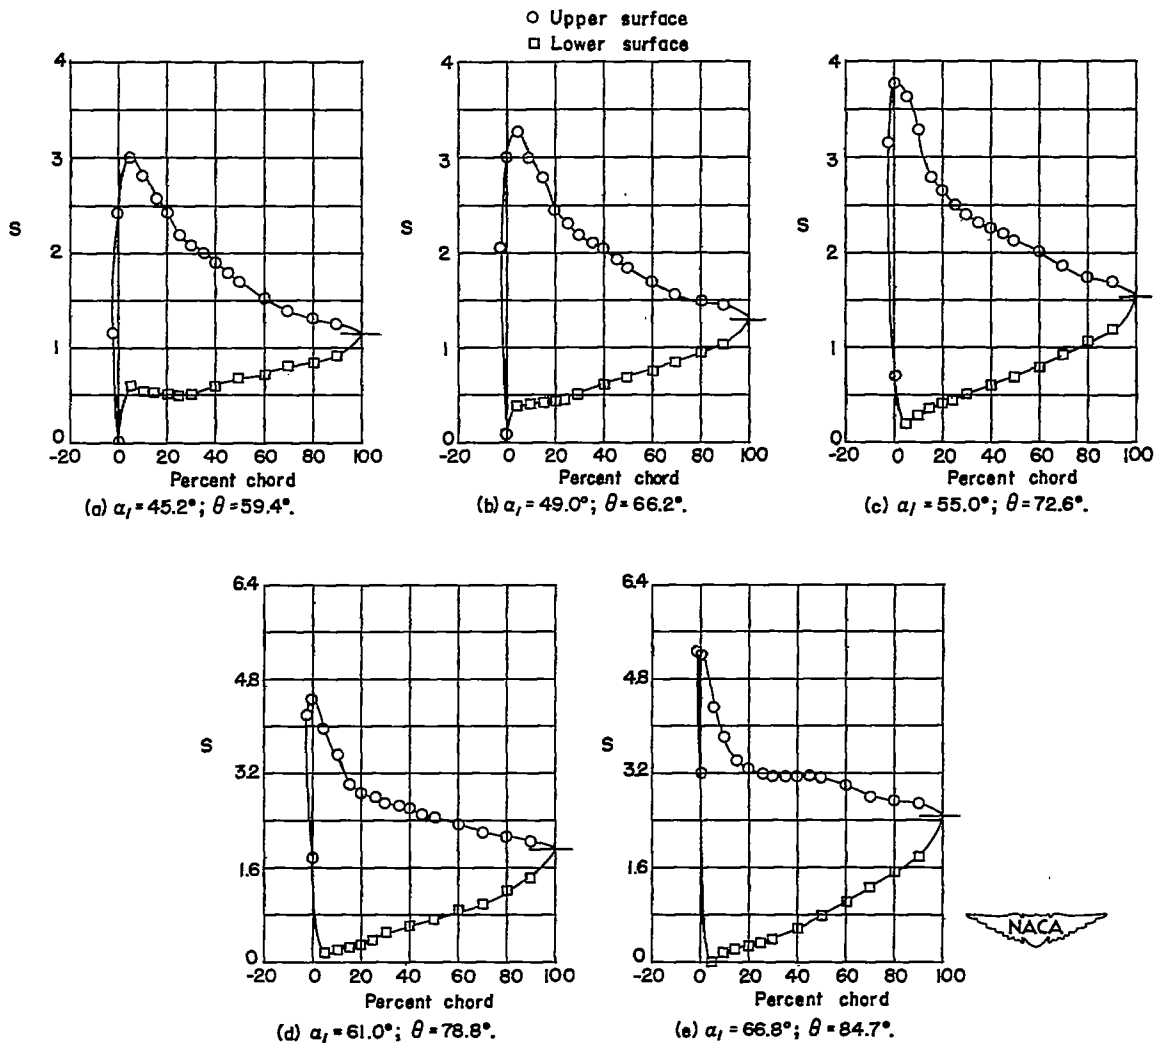 ○ Upper surface
□ Lower surface
4
3
2
1
0
S
-20 0 20 40 60 80 100
Percent chord
(a) α₁ = 45.2°; θ = 59.4°.
4
3
2
1
0
S
-20 0 20 40 60 80 100
Percent chord
(b) α₁ = 49.0°; θ = 66.2°.
4
3
2
1
0
S
-20 0 20 40 60 80 100
Percent chord
(c) α₁ = 55.0°; θ = 72.6°.
6.4
4.8
3.2
1.6
0
S
-20 0 20 40 60 80 100
Percent chord
(d) α₁ = 61.0°; θ = 78.8°.
6.4
4.8
3.2
1.6
0
S
-20 0 20 40 60 80 100
Percent chord
(e) α₁ = 66.8°; θ = 84.7°.
NACA